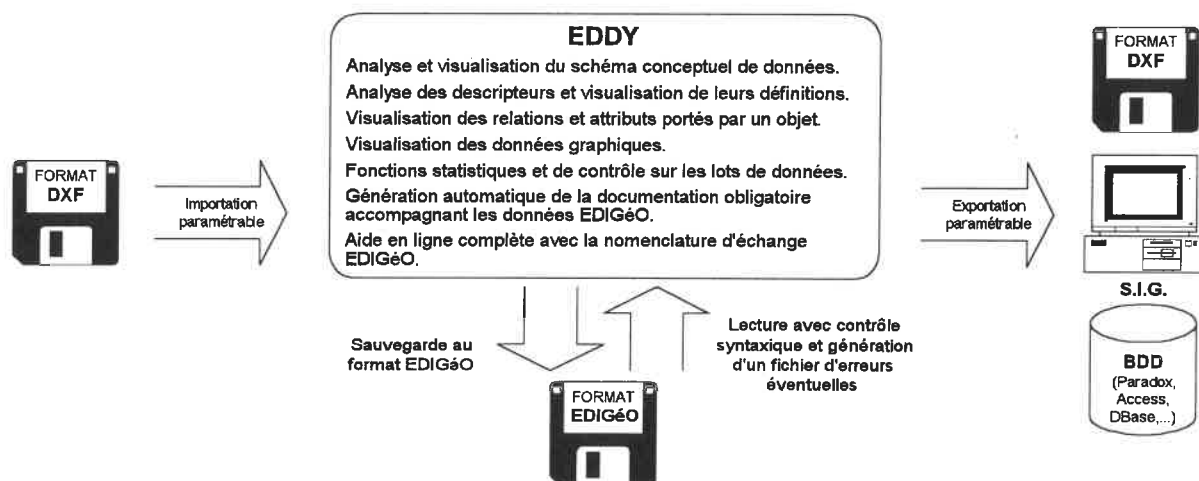 EDDY
Analyse et visualisation du schéma conceptuel de données.
Analyse des descripteurs et visualisation de leurs définitions.
Visualisation des relations et attributs portés par un objet.
Visualisation des données graphiques.
Fonctions statistiques et de contrôle sur les lots de données.
Génération automatique de la documentation obligatoire
accompagnant les données EDIGéO.
Aide en ligne complète avec la nomenclature d'échange
EDIGéO.
FORMAT
DXF
Importation
paramétrable
Exportation
paramétrable
FORMAT
DXF
S.I.G.
BDD
(Paradox,
Access,
DBase,...)
Sauvegarde au
format EDIGéO
Lecture avec contrôle
syntaxique et génération
d'un fichier d'erreurs
éventuelles
FORMAT
EDIGéO